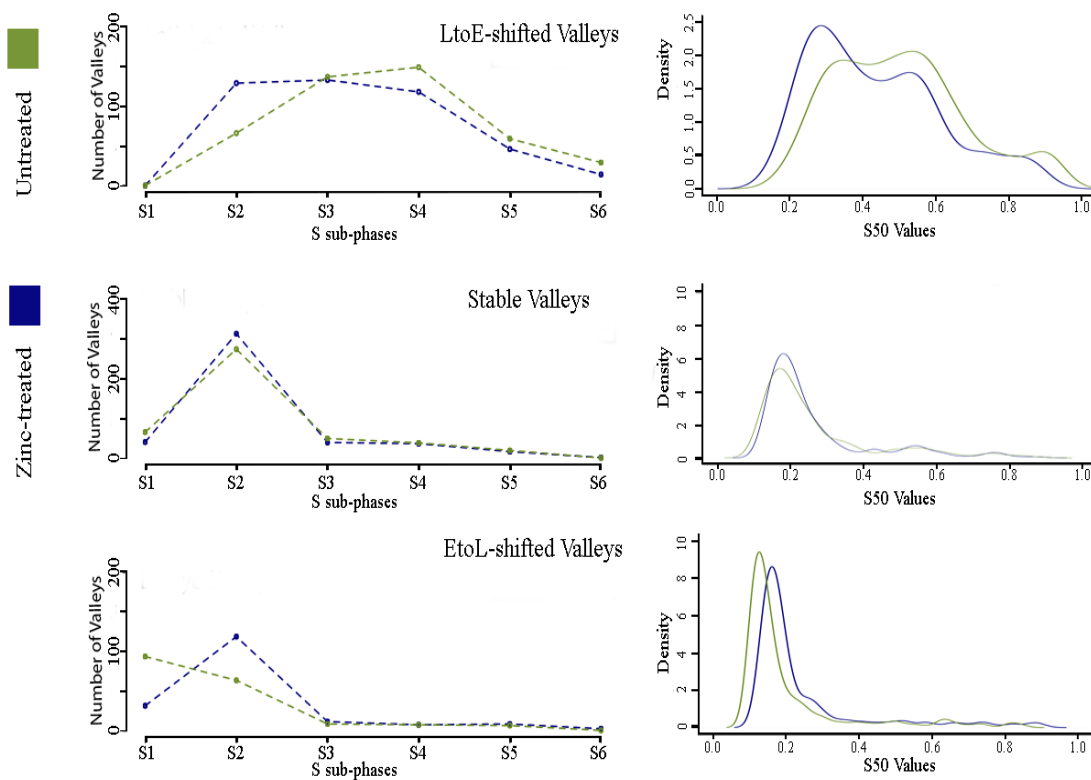 Untreated
Zinc-treated
LtoE-shifted Valleys
Number of Valleys
200
100
0
S1 S2 S3 S4 S5 S6
S sub-phases
Density
2.5
2.0
1.5
1.0
0.5
0.0
0.0 0.2 0.4 0.6 0.8 1.0
S50 Values
Stable Valleys
Number of Valleys
400
200
0
S1 S2 S3 S4 S5 S6
S sub-phases
Density
10
8
6
4
2
0
0.0 0.2 0.4 0.6 0.8 1.0
S50 Values
EtoL-shifted Valleys
Number of Valleys
200
100
0
S1 S2 S3 S4 S5 S6
S sub-phases
Density
10
8
6
4
2
0
0.0 0.2 0.4 0.6 0.8 1.0
S50 Values